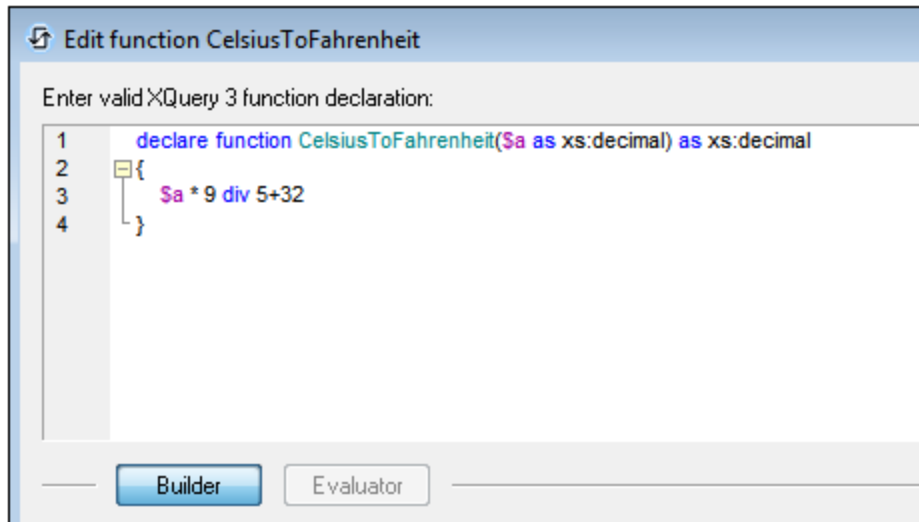 Edit function CelsiusToFahrenheit
Enter valid XQuery 3 function declaration:
1 declare function CelsiusToFahrenheit($a as xs:decimal) as xs:decimal
2 {
3 $a * 9 div 5+32
4 }
Builder Evaluator